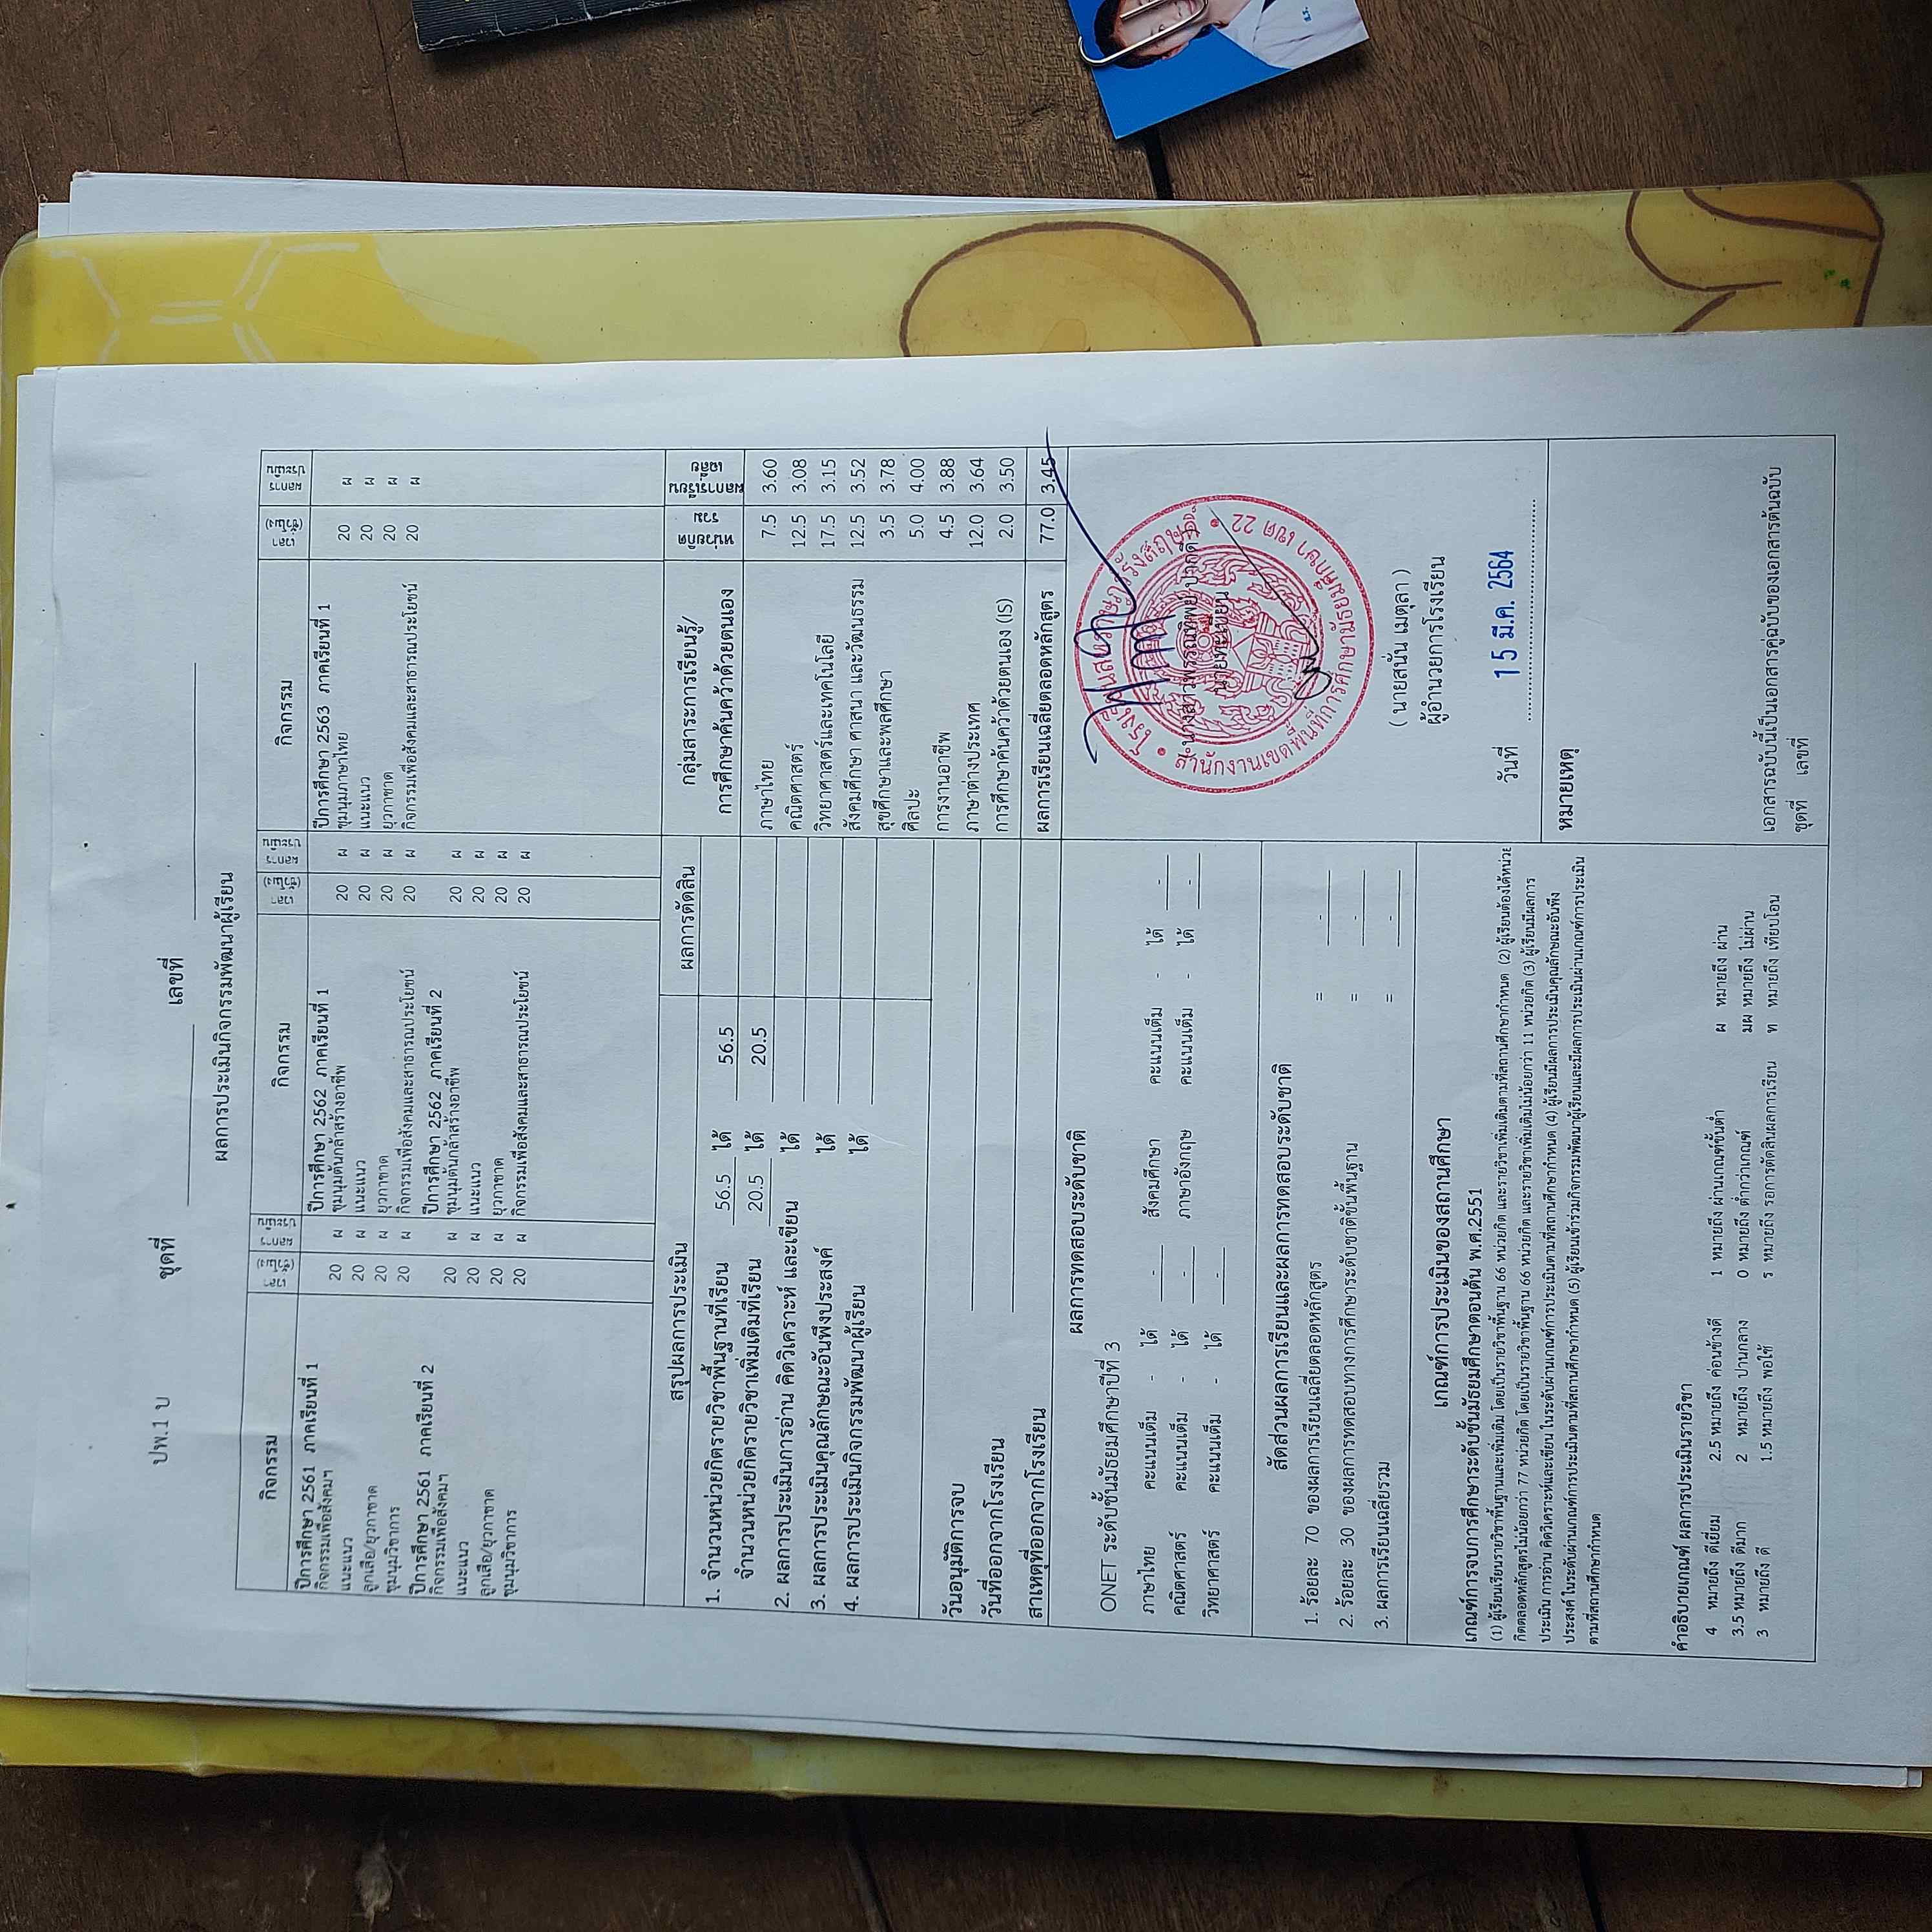 ปพ.1 บ ชุดที่ เลขที่
ผลการประเมินกิจกรรมพัฒนาผู้เรียน
กิจกรรม เวลา (ชั่วโมง) ผลการประเมิน กิจกรรม เวลา (ชั่วโมง) ผลการประเมิน กิจกรรม เวลา (ชั่วโมง) ผลการประเมิน
ปีการศึกษา 2561 ภาคเรียนที่ 1
กิจกรรมเพื่อสังคมฯ 20 ผ
แนะแนว 20 ผ
ลูกเสือ/ยุวกาชาด 20 ผ
ชุมนุมวิชาการ 20 ผ
ปีการศึกษา 2561 ภาคเรียนที่ 2
กิจกรรมเพื่อสังคมฯ 20 ผ
แนะแนว 20 ผ
ลูกเสือ/ยุวกาชาด 20 ผ
ชุมนุมวิชาการ 20 ผ
ปีการศึกษา 2562 ภาคเรียนที่ 1
ชุมนุมต้นกล้าสร้างอาชีพ 20 ผ
แนะแนว 20 ผ
ยุวกาชาด 20 ผ
กิจกรรมเพื่อสังคมและสาธารณประโยชน์ 20 ผ
ปีการศึกษา 2562 ภาคเรียนที่ 2
ชุมนุมต้นกล้าสร้างอาชีพ 20 ผ
แนะแนว 20 ผ
ยุวกาชาด 20 ผ
กิจกรรมเพื่อสังคมและสาธารณประโยชน์ 20 ผ
ปีการศึกษา 2563 ภาคเรียนที่ 1
ชุมนุมภาษาไทย 20 ผ
แนะแนว 20 ผ
ยุวกาชาด 20 ผ
กิจกรรมเพื่อสังคมและสาธารณประโยชน์ 20 ผ
สรุปผลการประเมิน ผลการตัดสิน
1. จำนวนหน่วยกิตรายวิชาพื้นฐานที่เรียน 56.5 ได้ 56.5
จำนวนหน่วยกิตรายวิชาเพิ่มเติมที่เรียน 20.5 ได้ 20.5
2. ผลการประเมินการอ่าน คิดวิเคราะห์ และเขียน ได้
3. ผลการประเมินคุณลักษณะอันพึงประสงค์ ได้
4. ผลการประเมินกิจกรรมพัฒนาผู้เรียน ได้
วันอนุมัติการจบ
วันที่ออกจากโรงเรียน
สาเหตุที่ออกจากโรงเรียน
กลุ่มสาระการเรียนรู้/
การศึกษาค้นคว้าด้วยตนเอง หน่วยกิตรวม ผลการเรียนเฉลี่ย
ภาษาไทย 7.5 3.60
คณิตศาสตร์ 12.5 3.08
วิทยาศาสตร์และเทคโนโลยี 17.5 3.15
สังคมศึกษา ศาสนา และวัฒนธรรม 12.5 3.52
สุขศึกษาและพลศึกษา 3.5 3.78
ศิลปะ 5.0 4.00
การงานอาชีพ 4.5 3.88
ภาษาต่างประเทศ 12.0 3.64
การศึกษาค้นคว้าด้วยตนเอง (IS) 2.0 3.50
ผลการเรียนเฉลี่ยตลอดหลักสูตร 77.0 3.45
ผลการทดสอบระดับชาติ
ONET ระดับชั้นมัธยมศึกษาปีที่ 3
ภาษาไทย คะแนนเต็ม - ได้ - สังคมศึกษา คะแนนเต็ม - ได้ -
คณิตศาสตร์ คะแนนเต็ม - ได้ - ภาษาอังกฤษ คะแนนเต็ม - ได้ -
วิทยาศาสตร์ คะแนนเต็ม - ได้ -
สัดส่วนผลการเรียนและผลการทดสอบระดับชาติ
1. ร้อยละ 70 ของผลการเรียนเฉลี่ยตลอดหลักสูตร = -
2. ร้อยละ 30 ของผลการทดสอบทางการศึกษาระดับชาติขั้นพื้นฐาน = -
3. ผลการเรียนเฉลี่ยรวม = -
เกณฑ์การประเมินของสถานศึกษา
เกณฑ์การจบการศึกษาระดับชั้นมัธยมศึกษาตอนต้น พ.ศ.2551
(1) ผู้เรียนเรียนรายวิชาพื้นฐานและเพิ่มเติม โดยเป็นรายวิชาพื้นฐาน 66 หน่วยกิต และรายวิชาเพิ่มเติมตามที่สถานศึกษากำหนด (2) ผู้เรียนต้องได้หน่วย
กิตตลอดหลักสูตรไม่น้อยกว่า 77 หน่วยกิต โดยเป็นรายวิชาพื้นฐาน 66 หน่วยกิต และรายวิชาเพิ่มเติมไม่น้อยกว่า 11 หน่วยกิต (3) ผู้เรียนมีผลการ
ประเมิน การอ่าน คิดวิเคราะห์และเขียน ในระดับผ่านเกณฑ์การประเมินตามที่สถานศึกษากำหนด (4) ผู้เรียนมีผลการประเมินคุณลักษณะอันพึง
ประสงค์ ในระดับผ่านเกณฑ์การประเมินตามที่สถานศึกษากำหนด (5) ผู้เรียนเข้าร่วมกิจกรรมพัฒนาผู้เรียนและมีผลการประเมินผ่านเกณฑ์การประเมิน
ตามที่สถานศึกษากำหนด
คำอธิบายเกณฑ์ ผลการประเมินรายวิชา
4 หมายถึง ดีเยี่ยม 2.5 หมายถึง ค่อนข้างดี 1 หมายถึง ผ่านเกณฑ์ขั้นต่ำ ผ หมายถึง ผ่าน
3.5 หมายถึง ดีมาก 2 หมายถึง ปานกลาง 0 หมายถึง ต่ำกว่าเกณฑ์ มผ หมายถึง ไม่ผ่าน
3 หมายถึง ดี 1.5 หมายถึง พอใช้ ร หมายถึง รอการตัดสินผลการเรียน ท หมายถึง เทียบโอน
นายทะเบียน
สำนักงานเขตพื้นที่การศึกษามัธยมศึกษา เขต 22
( นายสนั่น เมตุลา )
ผู้อำนวยการโรงเรียน
วันที่ 15 มี.ค. 2564
หมายเหตุ
เอกสารฉบับนี้เป็นเอกสารคู่ฉบับของเอกสารต้นฉบับ
ชุดที่ เลขที่